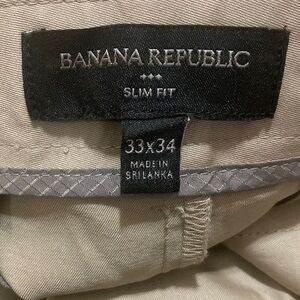 BANANA REPUBLIC
SLIM FIT
33x34
MADE IN
SRILANKA